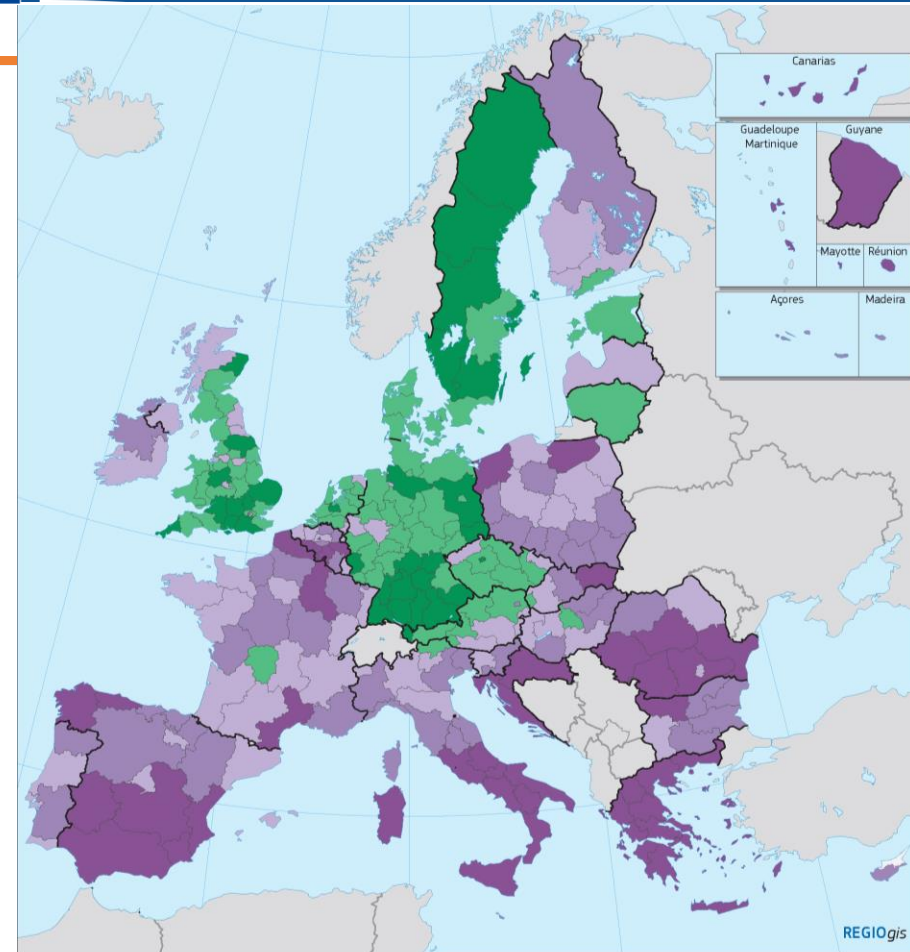 Canarias
Guadeloupe
Martinique
Guyane
Mayotte
Réunion
Açores
Madeira
REGIOgis